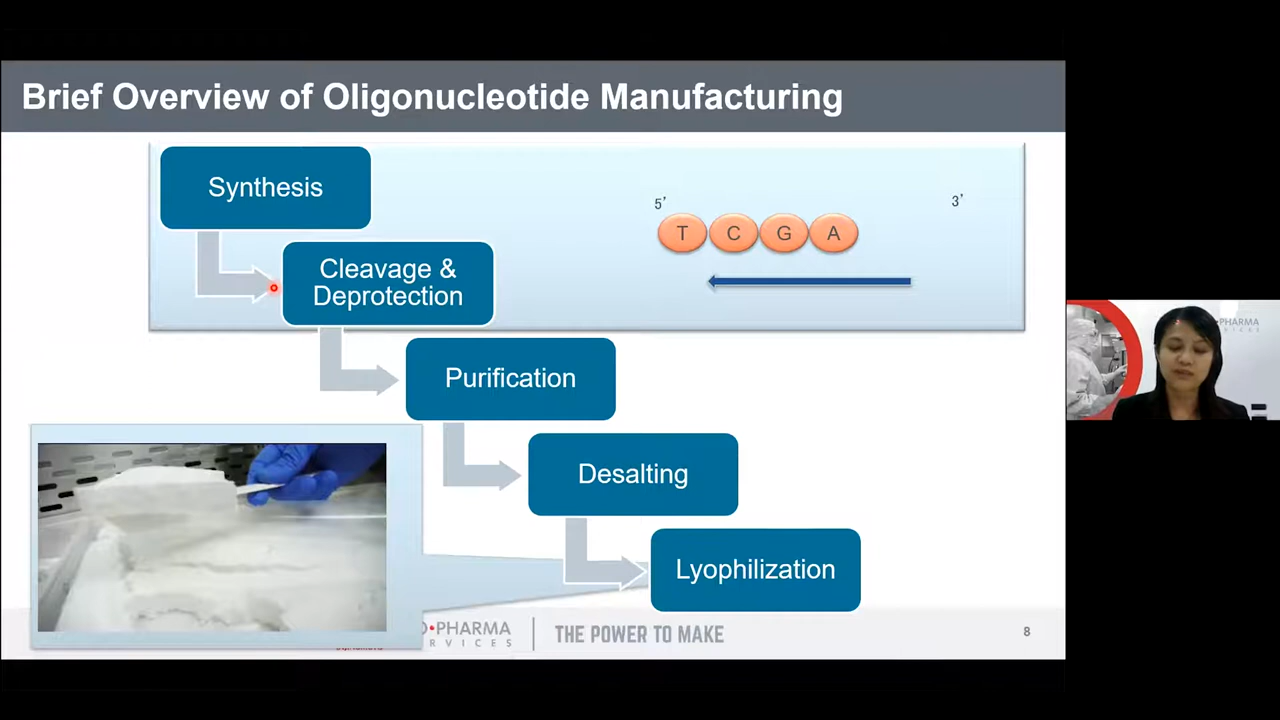 Brief Overview of Oligonucleotide Manufacturing
Synthesis
5’
3’
T C G A
Cleavage &
Deprotection
Purification
Desalting
Lyophilization
PHARMA
THE POWER TO MAKE
8
PHARMA